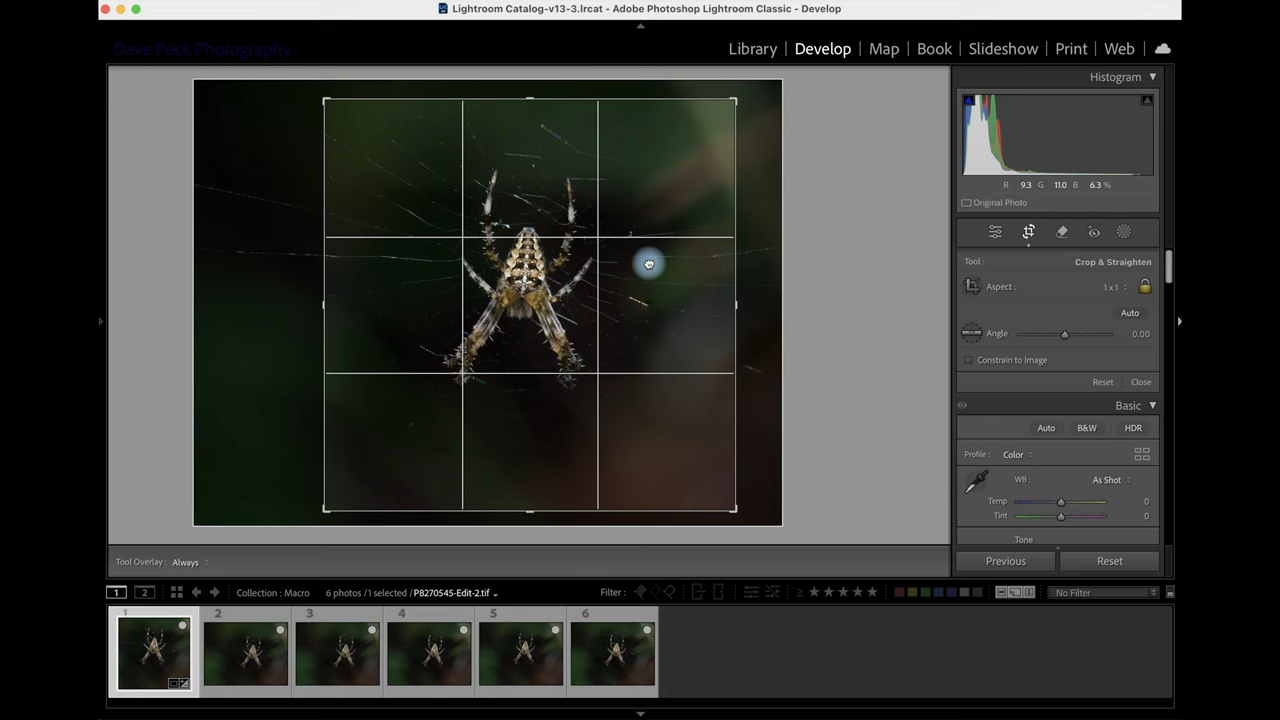 Lightroom Catalog-v13-3.lrcat - Adobe Photoshop Lightroom Classic - Develop
Dave Peck Photography
Library | Develop | Map | Book | Slideshow | Print | Web
Histogram
R 9.3 G 11.0 B 6.3 %
Original Photo
Tool : Crop & Straighten
Aspect : 1 x 1
Auto
Angle 0.00
Constrain to Image
Reset Close
Basic
Auto B&W HDR
Profile : Color
WB : As Shot
Temp 0
Tint 0
Tone
Tool Overlay : Always
Previous Reset
1 2 Collection : Macro 6 photos / 1 selected / P8270545-Edit-2.tif Filter : ≥ ★★★★★ No Filter
1 2 3 4 5 6